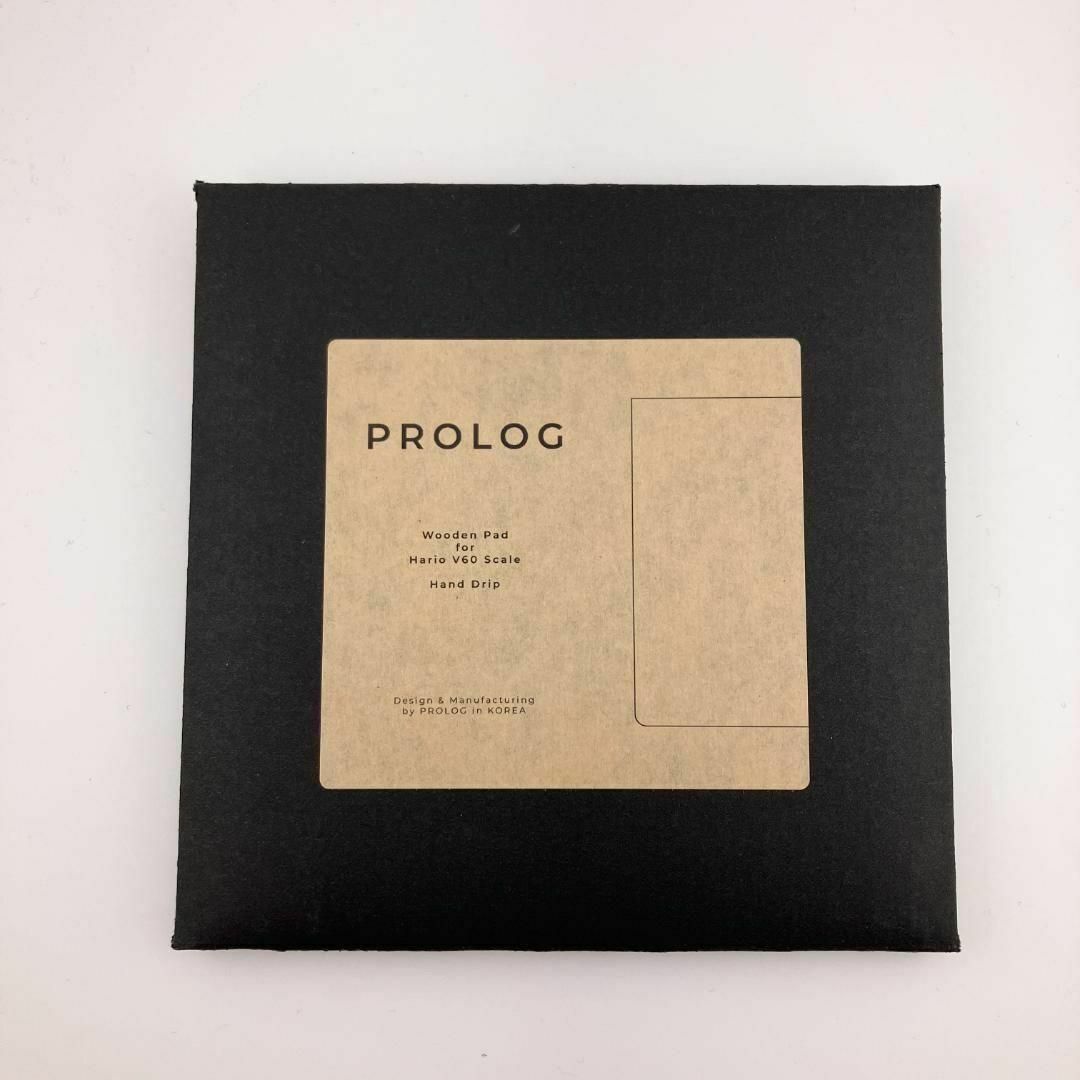 PROLOG
Wooden Pad
for
Hario V60 Scale
Hand Drip
Design & Manufacturing
by PROLOG in KOREA